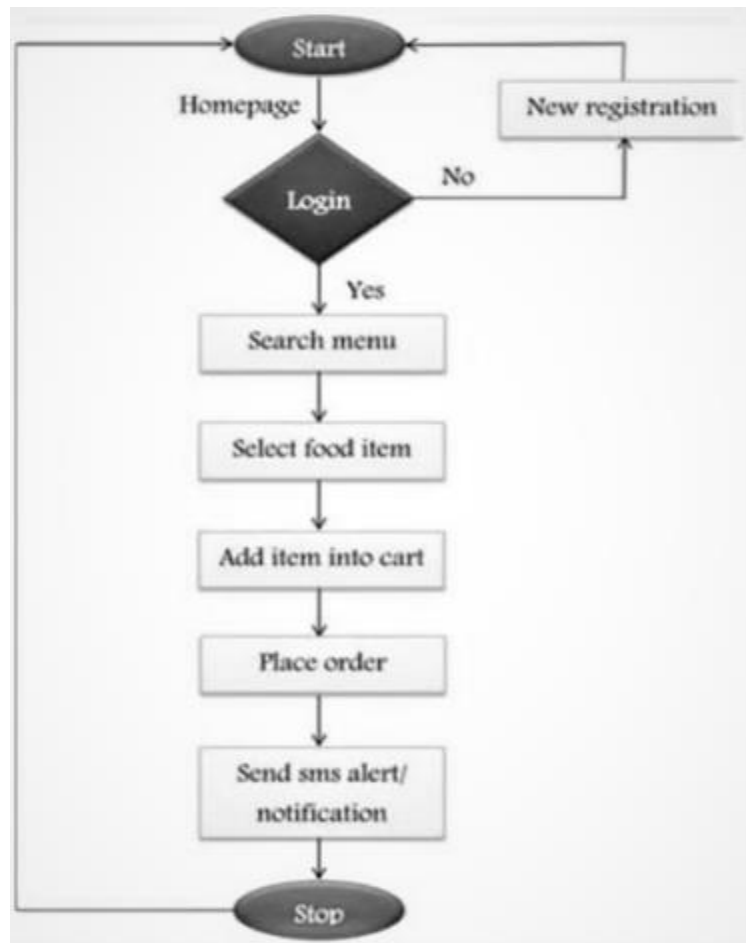 Start
Homepage
New registration
Login
No
Yes
Search menu
Select food item
Add item into cart
Place order
Send sms alert/
notification
Stop